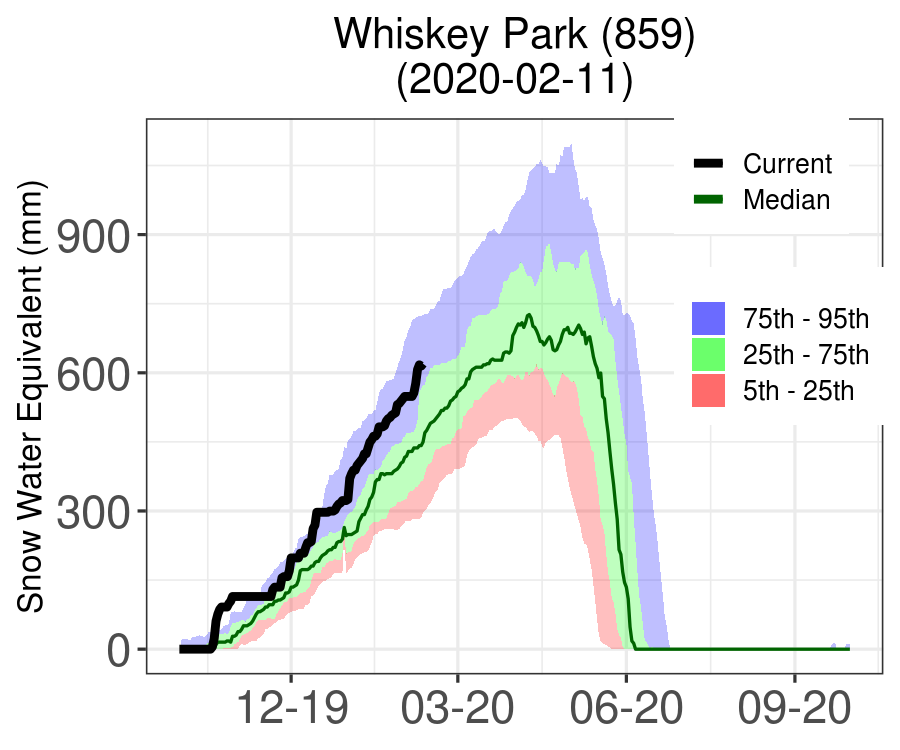 Whiskey Park (859)
(2020-02-11)
Snow Water Equivalent (mm)
900
600
300
0
12-19
03-20
06-20
09-20
Current
Median
75th - 95th
25th - 75th
5th - 25th